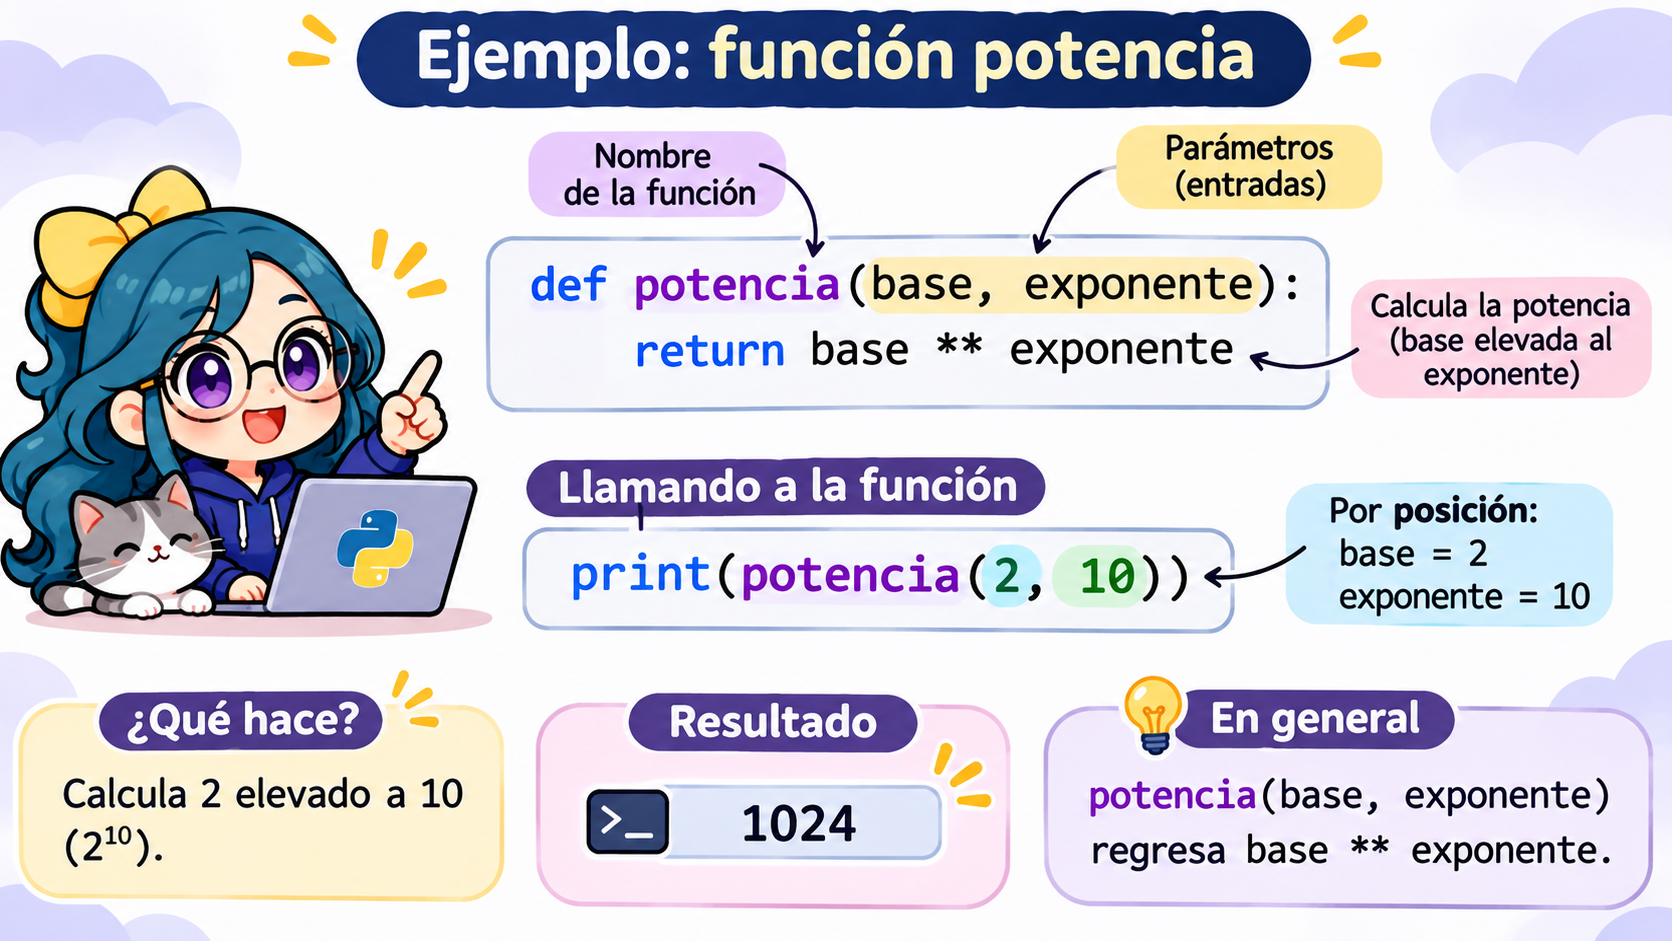 Ejemplo: función potencia
Nombre
de la función
Parámetros
(entradas)
def potencia(base, exponente):
return base ** exponente
Calcula la potencia
(base elevada al
exponente)
Llamando a la función
print(potencia(2, 10))
Por posición:
base = 2
exponente = 10
¿Qué hace?
Calcula 2 elevado a 10
(2¹⁰).
Resultado
>_ 1024
En general
potencia(base, exponente)
regresa base ** exponente.